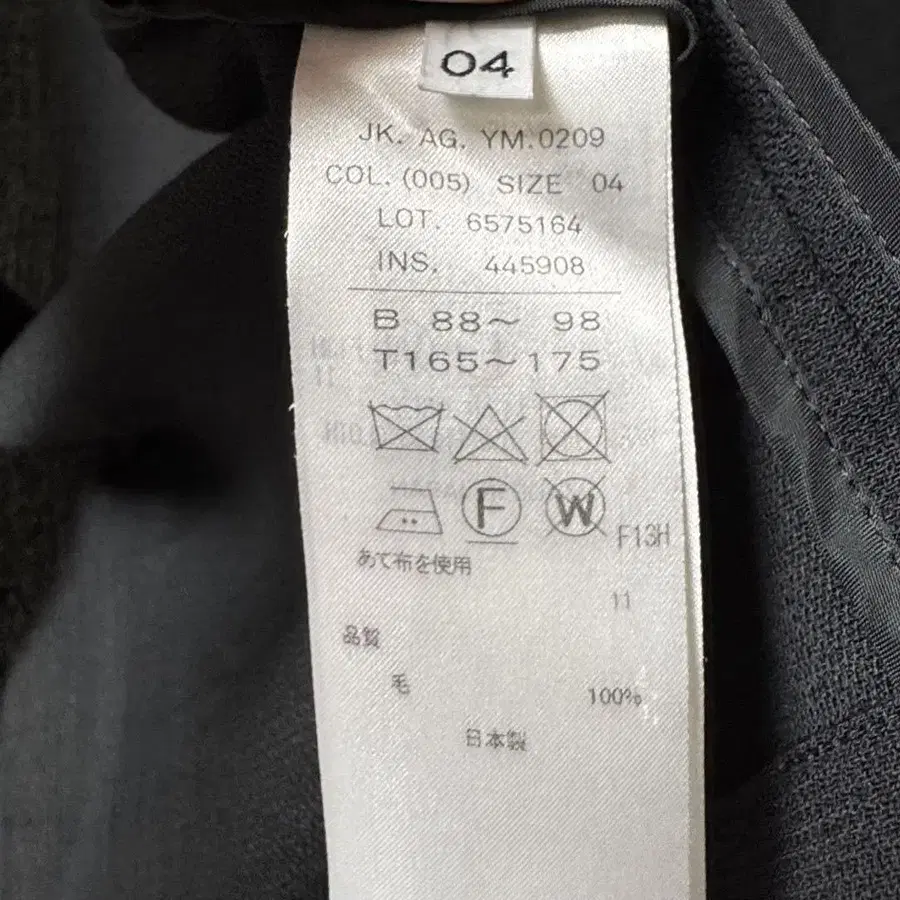 04
JK. AG. YM.0209
COL. (005) SIZE 04
LOT. 6575164
INS. 445908
B 88〜 98
T165〜175
F W
F13H
あて布を使用
11
品質
毛 100%
日本製